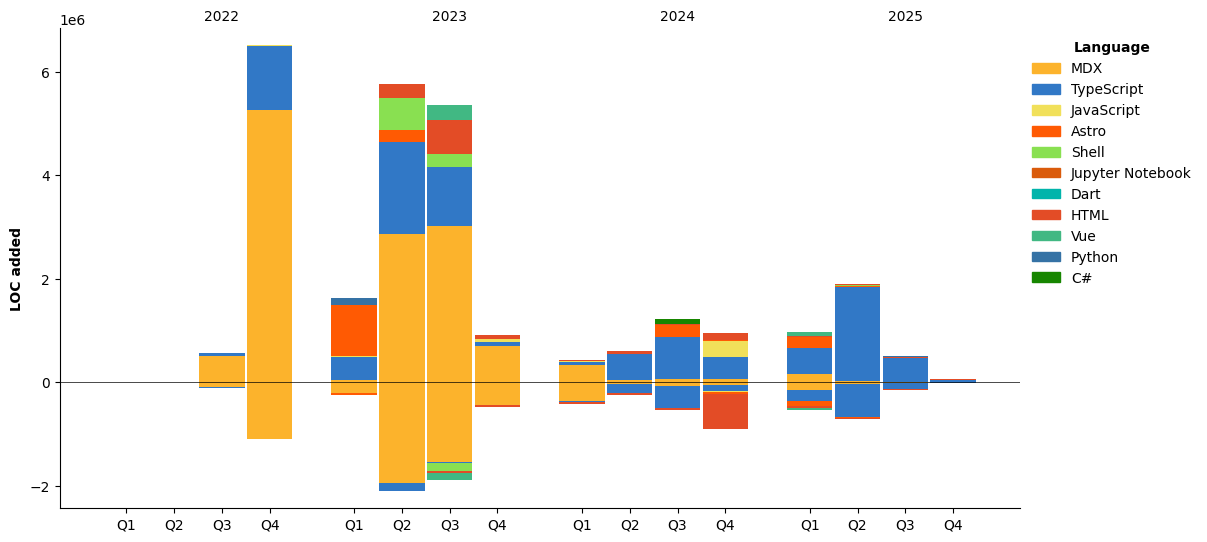 2022 2023 2024 2025
1e6
6
4
2
0
−2
LOC added
Q1 Q2 Q3 Q4 Q1 Q2 Q3 Q4 Q1 Q2 Q3 Q4 Q1 Q2 Q3 Q4
Language
MDX
TypeScript
JavaScript
Astro
Shell
Jupyter Notebook
Dart
HTML
Vue
Python
C#